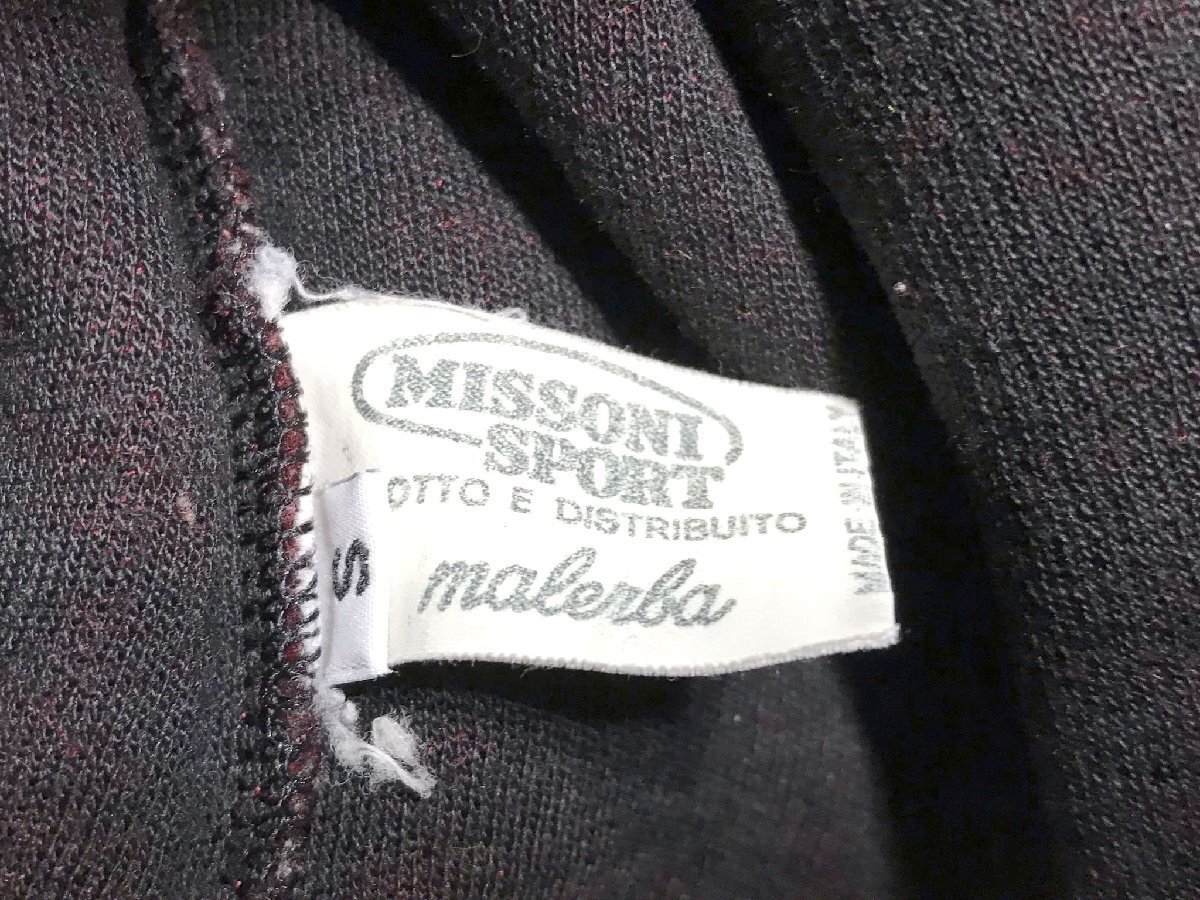 MISSONI
SPORT
OTTO E DISTRIBUITO
malerba
S
MADE IN ITALY